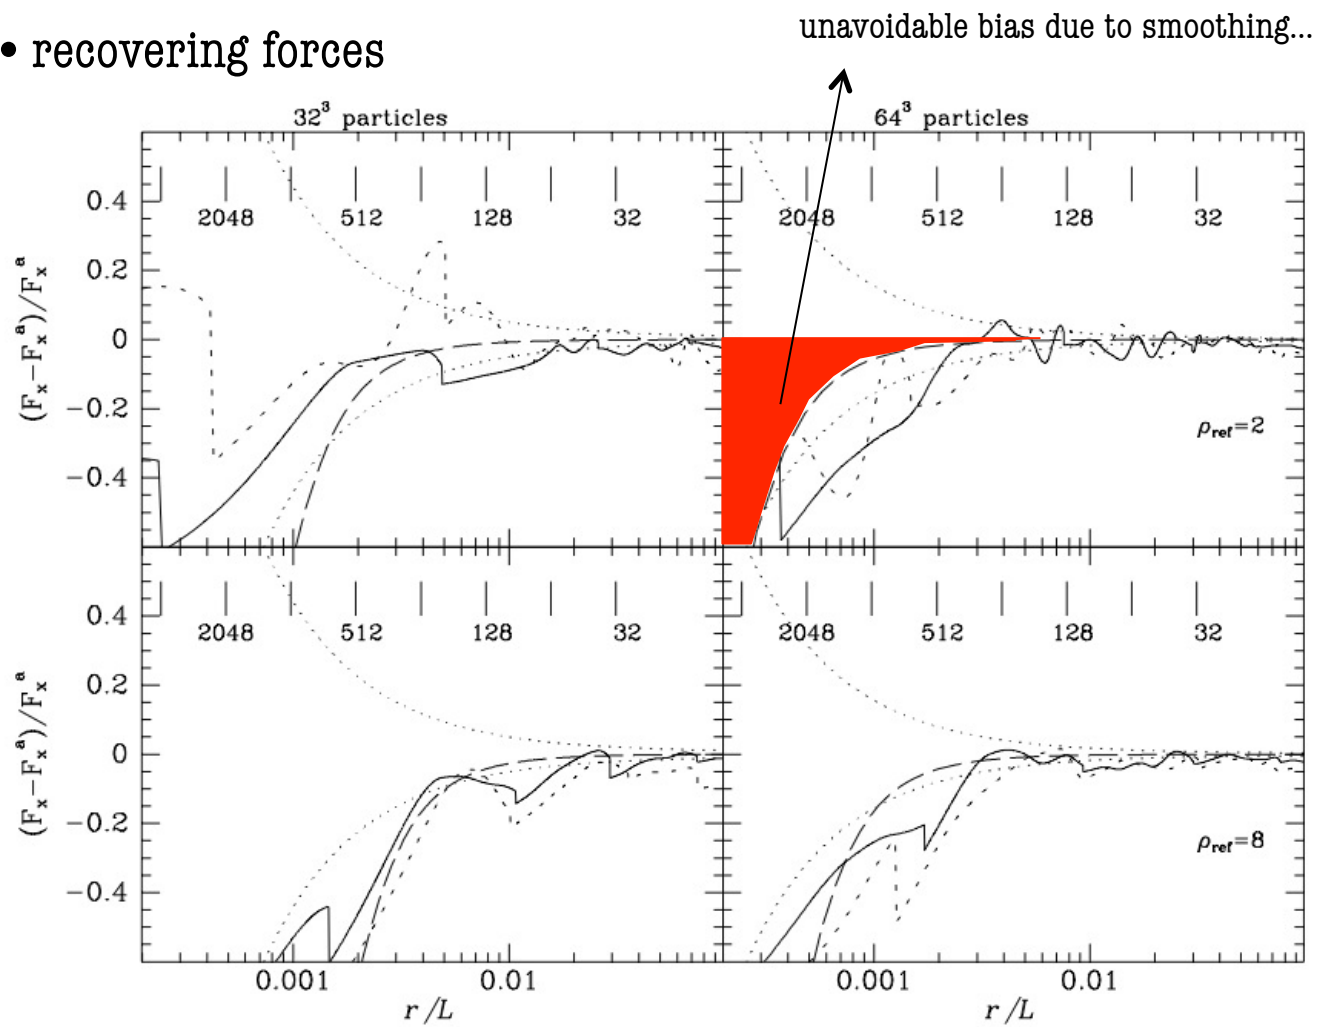 unavoidable bias due to smoothing...
• recovering forces
32³ particles
64³ particles
0.4
0.2
0
−0.2
−0.4
(Fₓ−Fₓᵃ)/Fₓᵃ
2048 512 128 32
2048 512 128 32
ρref=2
0.4
0.2
0
−0.2
−0.4
(Fₓ−Fₓᵃ)/Fₓᵃ
2048 512 128 32
2048 512 128 32
ρref=8
0.001 0.01
0.001 0.01
r/L
r/L